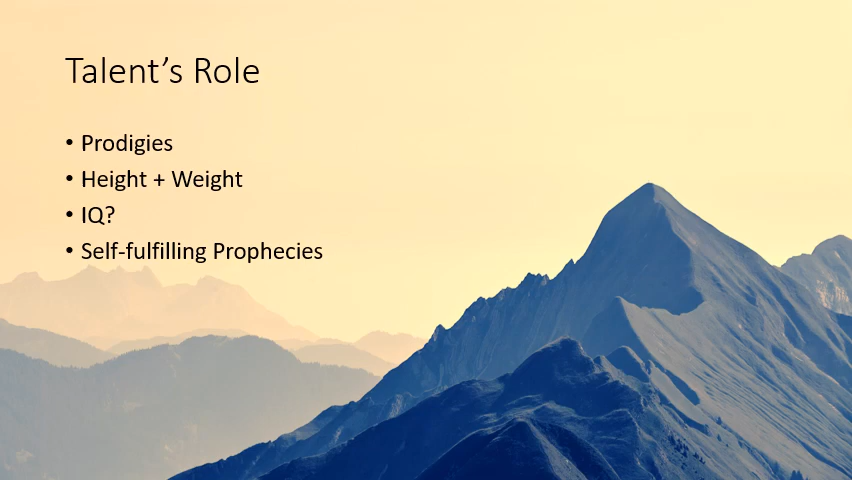 Talent’s Role
• Prodigies
• Height + Weight
• IQ?
• Self-fulfilling Prophecies